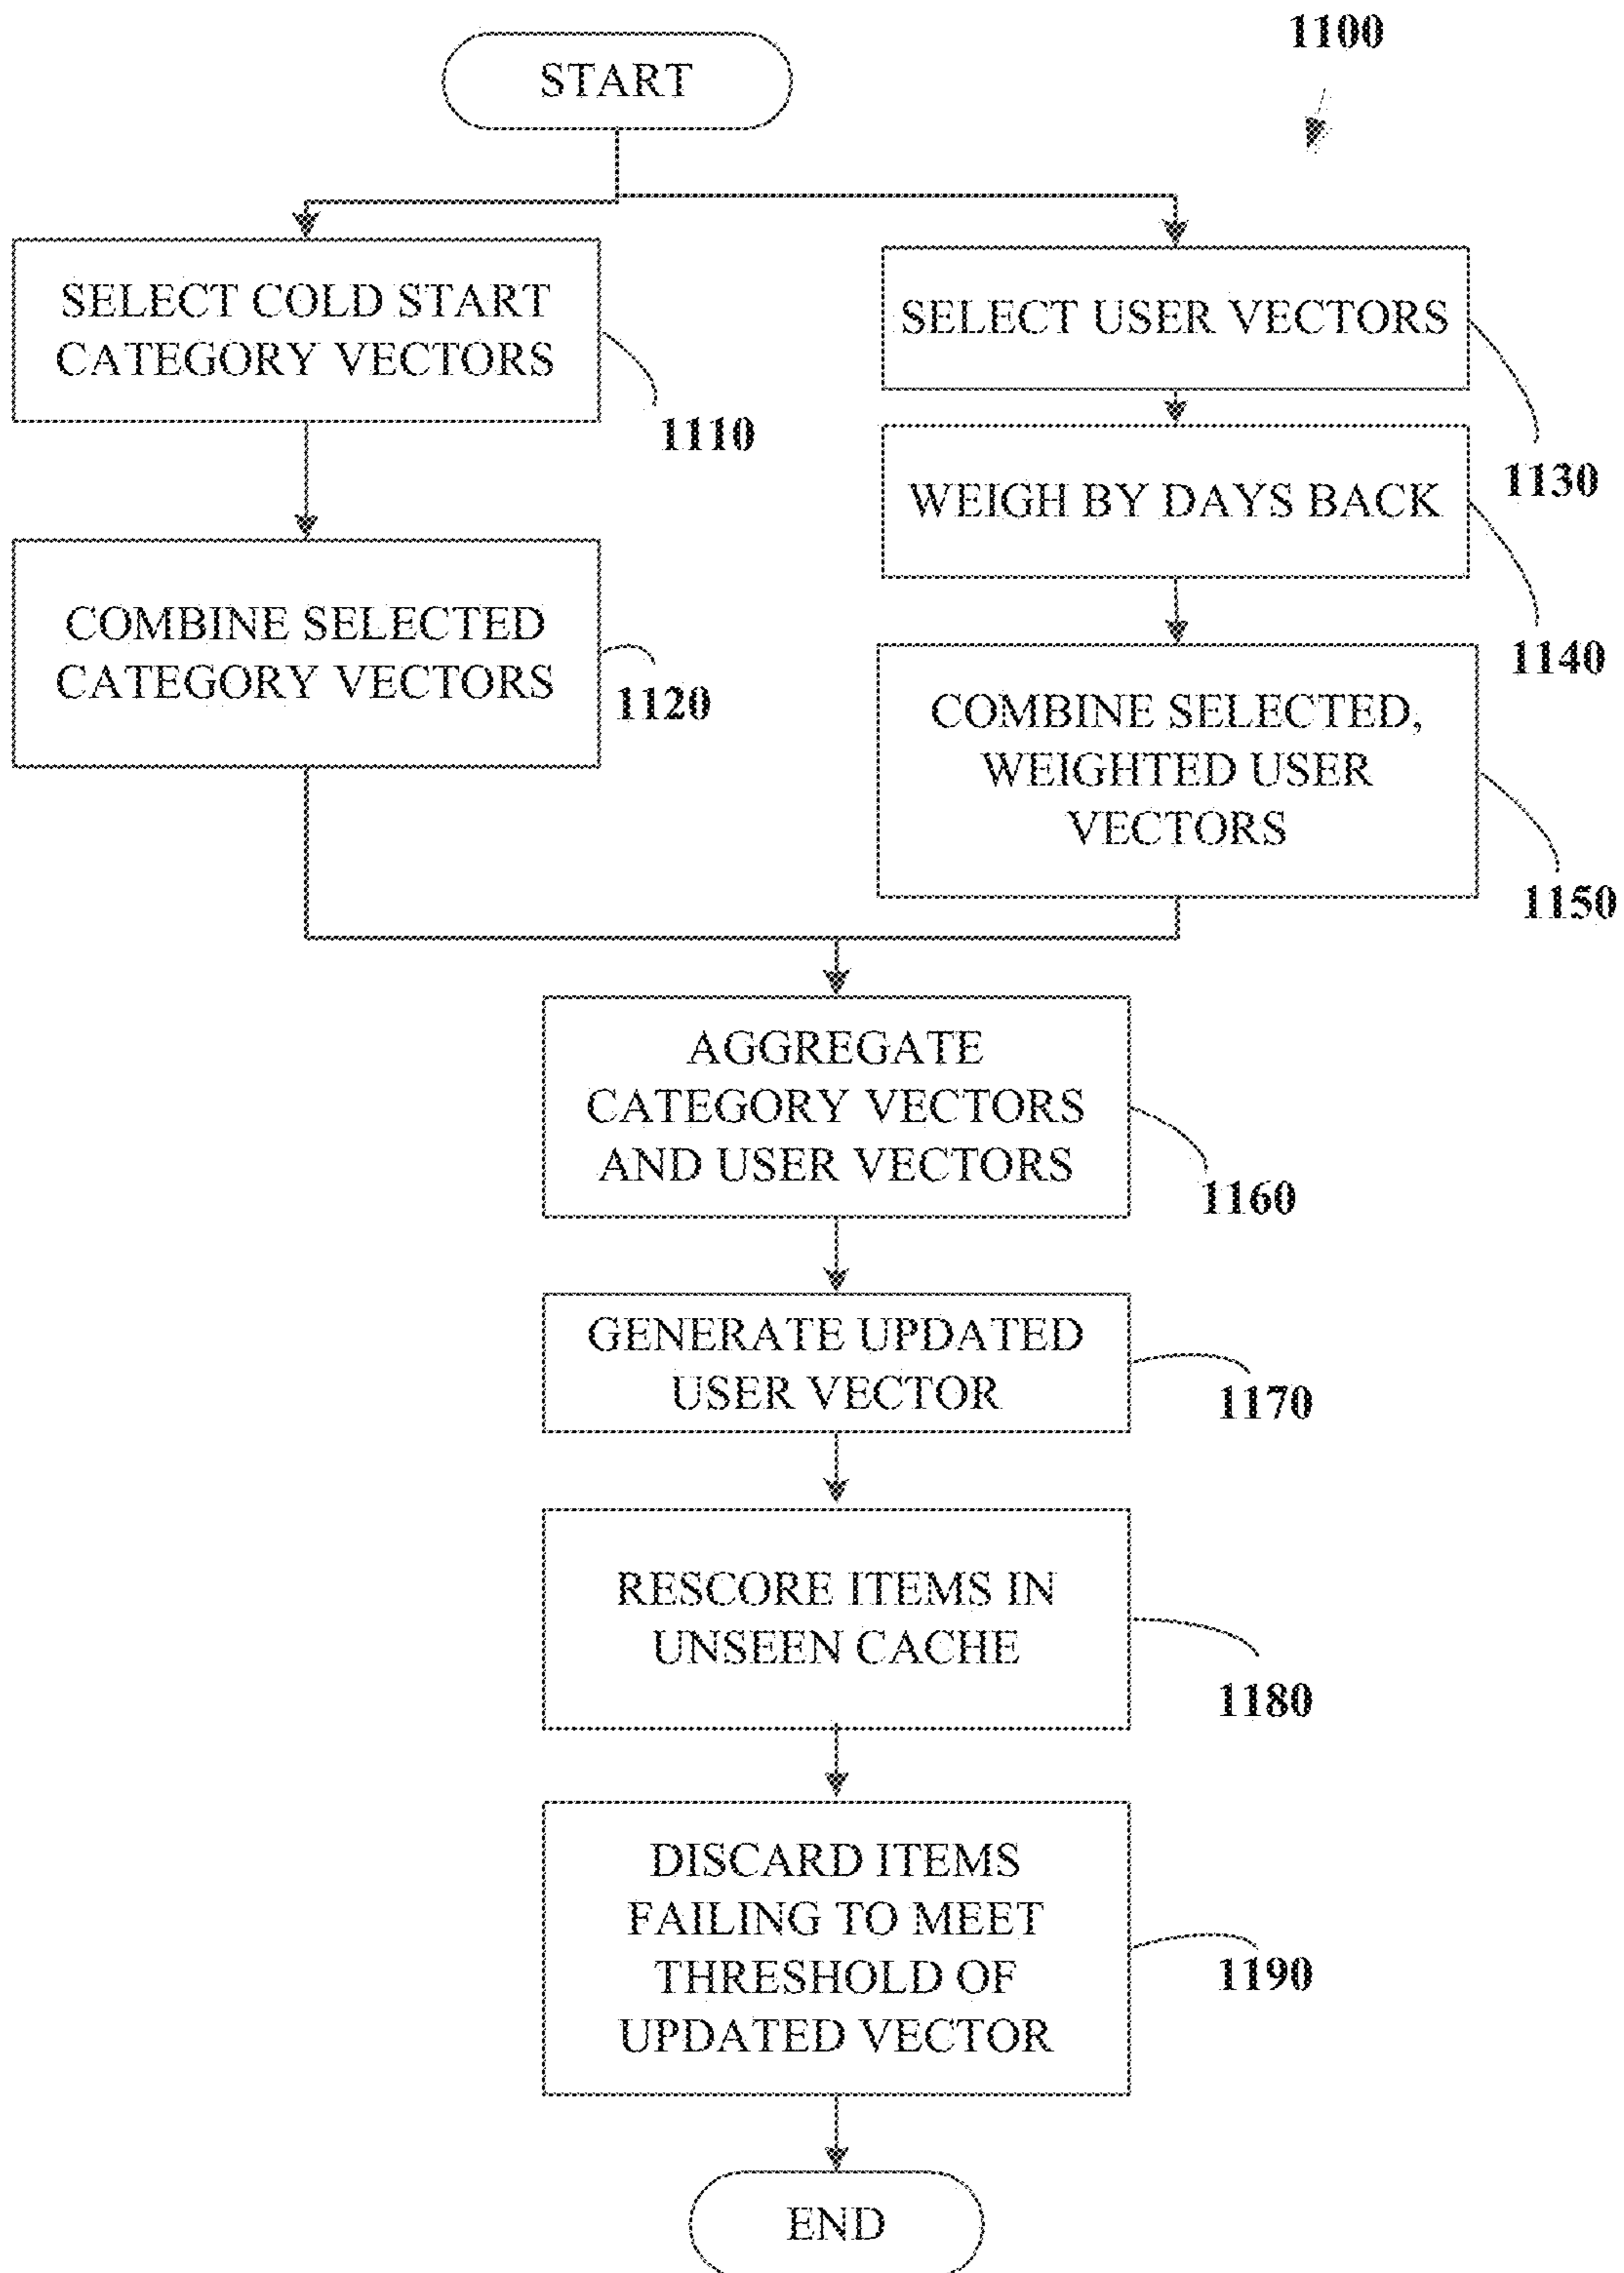 1100
START
SELECT COLD START
CATEGORY VECTORS
1110
COMBINE SELECTED
CATEGORY VECTORS
1120
SELECT USER VECTORS
1130
WEIGH BY DAYS BACK
1140
COMBINE SELECTED,
WEIGHTED USER
VECTORS
1150
AGGREGATE
CATEGORY VECTORS
AND USER VECTORS
1160
GENERATE UPDATED
USER VECTOR
1170
RESCORE ITEMS IN
UNSEEN CACHE
1180
DISCARD ITEMS
FAILING TO MEET
THRESHOLD OF
UPDATED VECTOR
1190
END